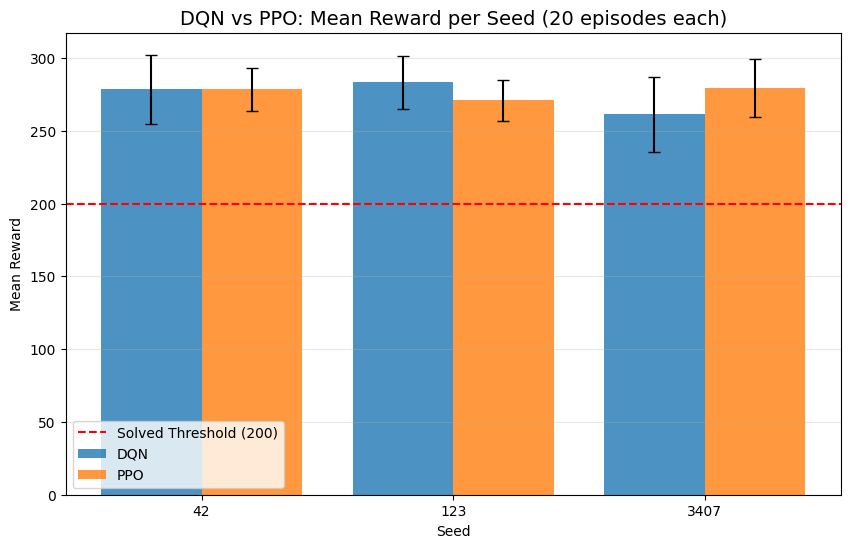 DQN vs PPO: Mean Reward per Seed (20 episodes each)
Mean Reward
300
250
200
150
100
50
0
Solved Threshold (200)
DQN
PPO
42
123
3407
Seed